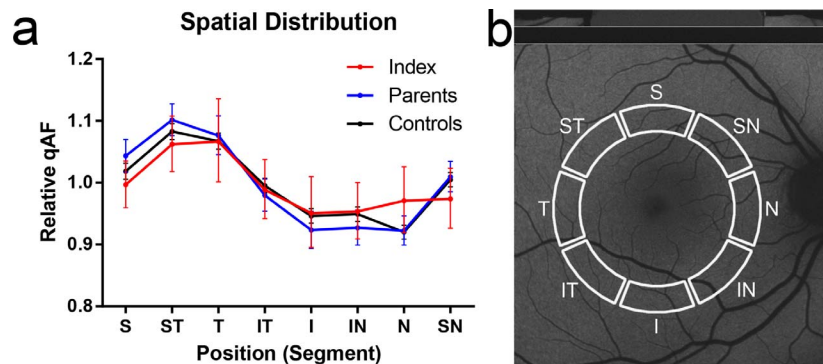 a
Spatial Distribution
Relative qAF
1.2
1.1
1.0
0.9
0.8
Index
Parents
Controls
S ST T IT I IN N SN
Position (Segment)
b
S
ST SN
T N
IT IN
I